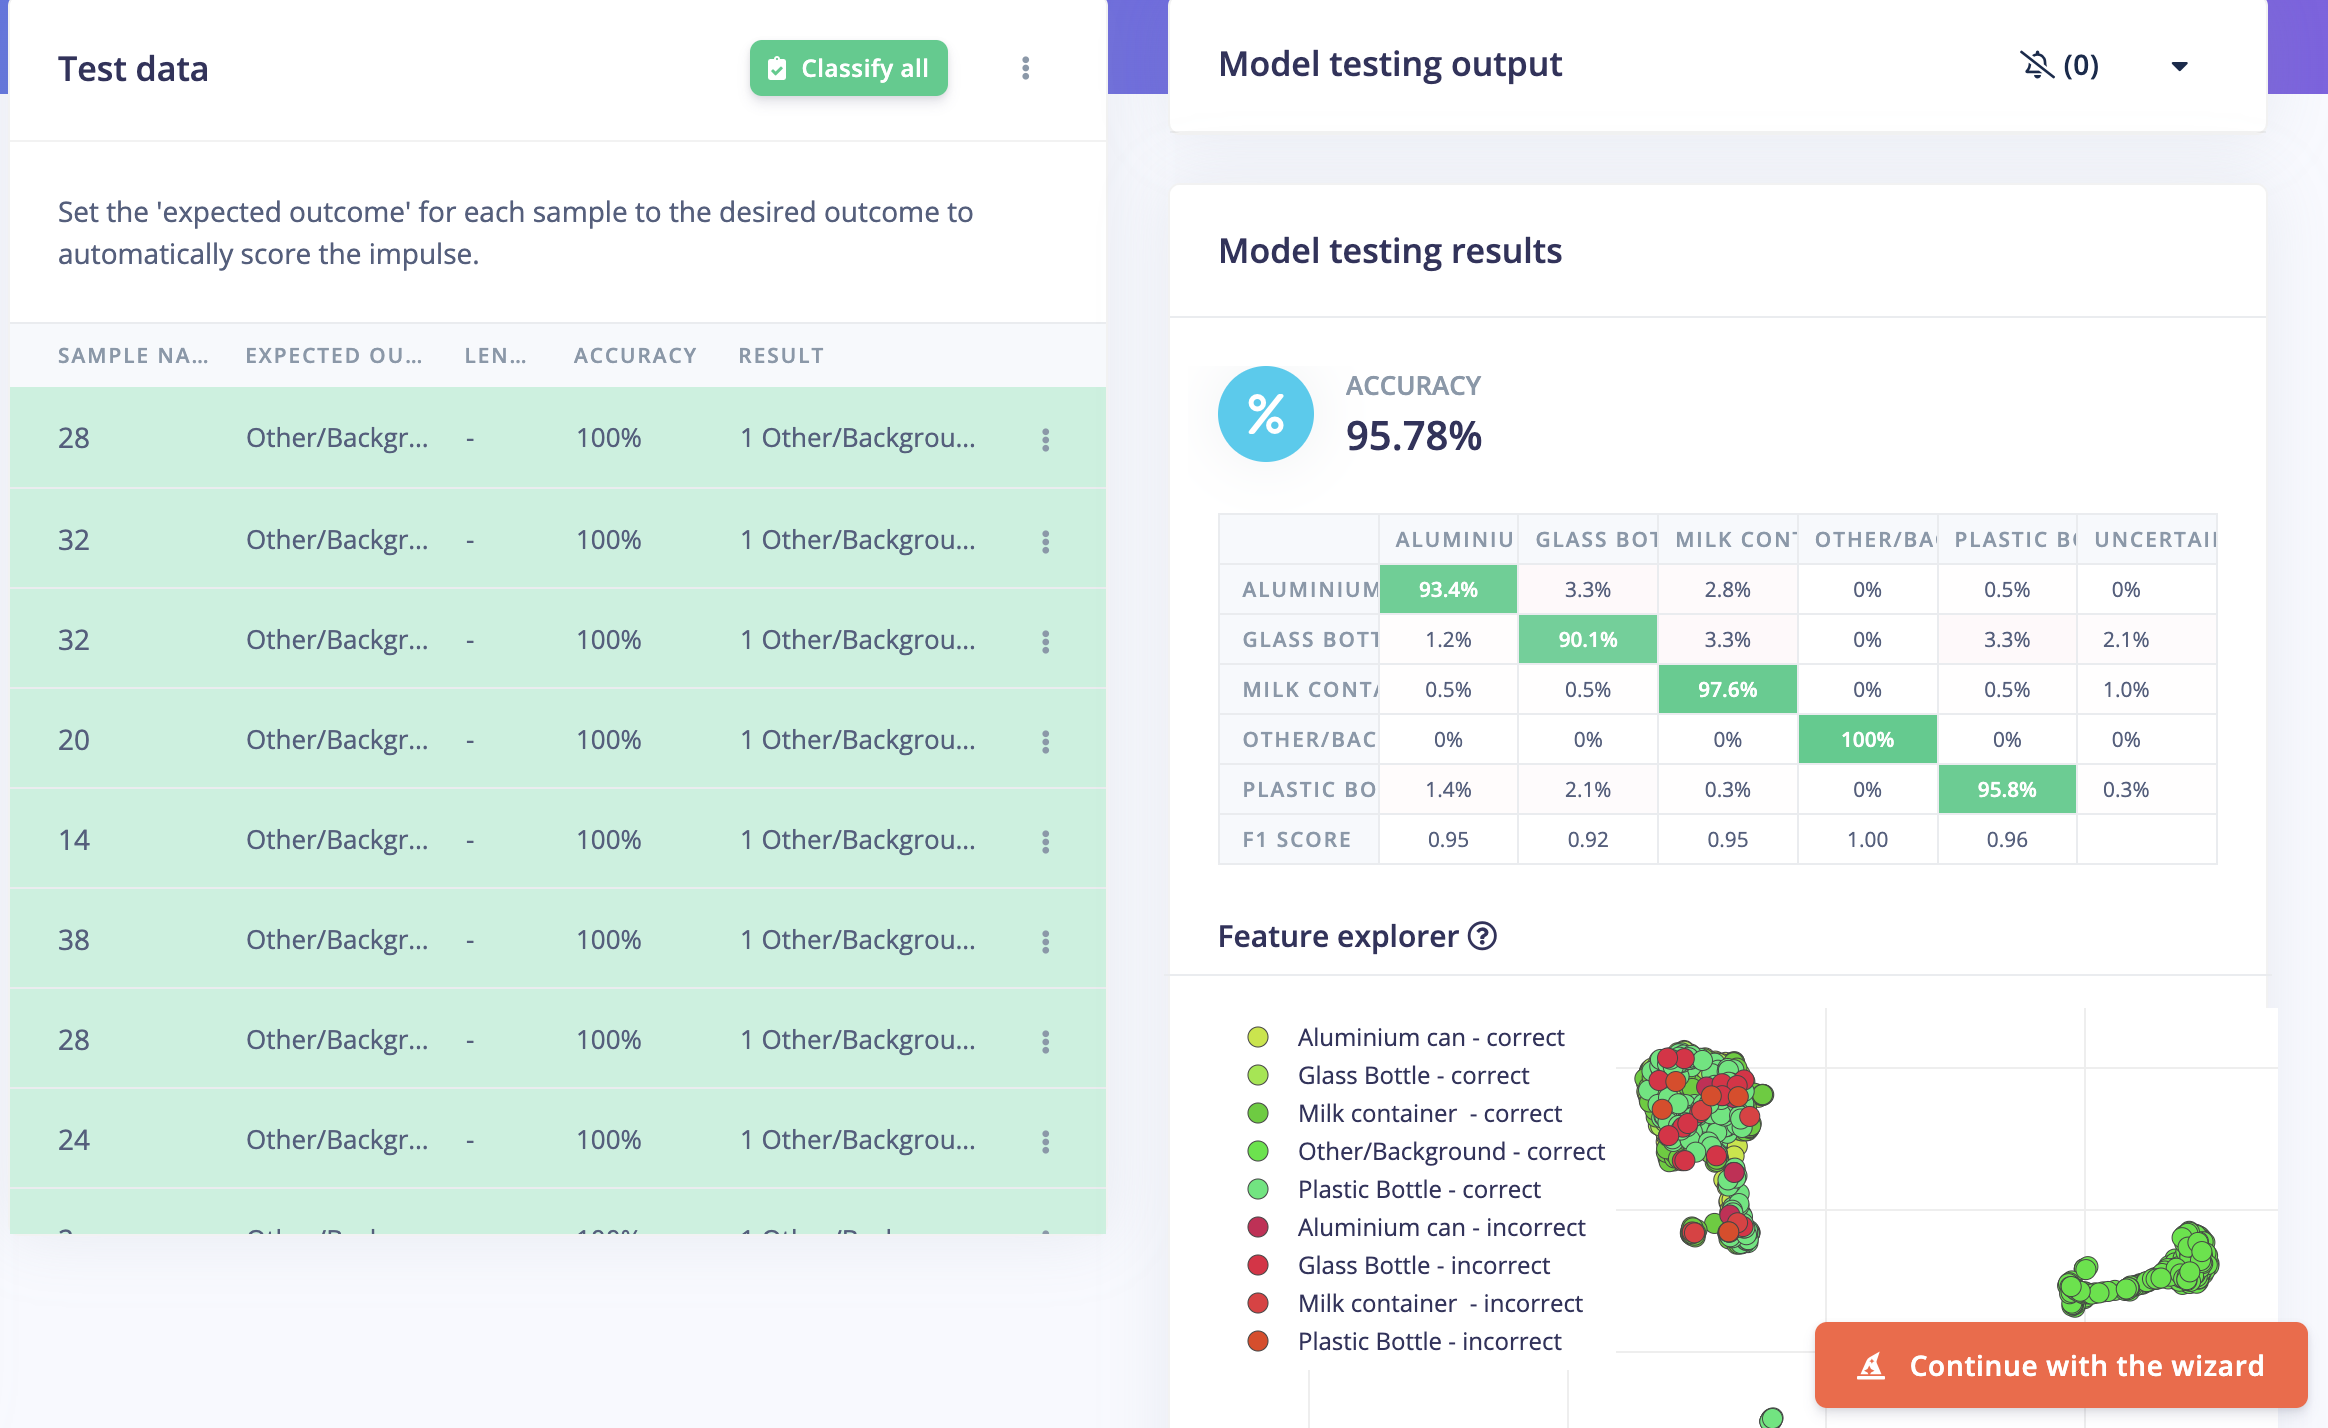 Test data
Classify all
Set the 'expected outcome' for each sample to the desired outcome to
automatically score the impulse.
SAMPLE NA... EXPECTED OU... LEN... ACCURACY RESULT
28 Other/Backgr... - 100% 1 Other/Backgrou...
32 Other/Backgr... - 100% 1 Other/Backgrou...
32 Other/Backgr... - 100% 1 Other/Backgrou...
20 Other/Backgr... - 100% 1 Other/Backgrou...
14 Other/Backgr... - 100% 1 Other/Backgrou...
38 Other/Backgr... - 100% 1 Other/Backgrou...
28 Other/Backgr... - 100% 1 Other/Backgrou...
24 Other/Backgr... - 100% 1 Other/Backgrou...
Model testing output (0)
Model testing results
%
ACCURACY
95.78%
ALUMINIU GLASS BOT MILK CONT OTHER/BA PLASTIC B UNCERTAI
ALUMINIUM 93.4% 3.3% 2.8% 0% 0.5% 0%
GLASS BOTT 1.2% 90.1% 3.3% 0% 3.3% 2.1%
MILK CONTA 0.5% 0.5% 97.6% 0% 0.5% 1.0%
OTHER/BAC 0% 0% 0% 100% 0% 0%
PLASTIC BO 1.4% 2.1% 0.3% 0% 95.8% 0.3%
F1 SCORE 0.95 0.92 0.95 1.00 0.96
Feature explorer ?
Aluminium can - correct
Glass Bottle - correct
Milk container - correct
Other/Background - correct
Plastic Bottle - correct
Aluminium can - incorrect
Glass Bottle - incorrect
Milk container - incorrect
Plastic Bottle - incorrect
Continue with the wizard